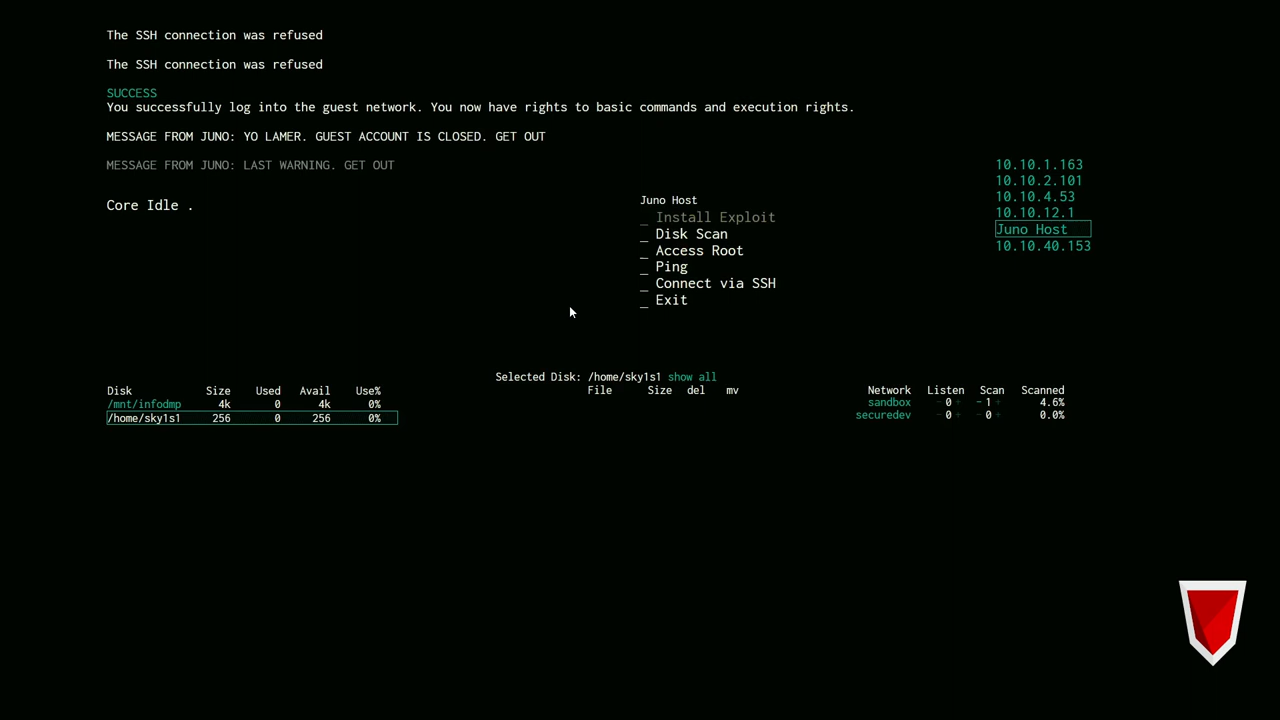 The SSH connection was refused
The SSH connection was refused
SUCCESS
You successfully log into the guest network. You now have rights to basic commands and execution rights.
MESSAGE FROM JUNO: YO LAMER. GUEST ACCOUNT IS CLOSED. GET OUT
MESSAGE FROM JUNO: LAST WARNING. GET OUT
Core Idle .
Juno Host
_ Install Exploit
_ Disk Scan
_ Access Root
_ Ping
_ Connect via SSH
_ Exit
10.10.1.163
10.10.2.101
10.10.4.53
10.10.12.1
Juno Host
10.10.40.153
Selected Disk: /home/sky1s1 show all
File Size del mv
Disk Size Used Avail Use%
/mnt/infodmp 4k 0 4k 0%
/home/sky1s1 256 0 256 0%
Network Listen Scan Scanned
sandbox - 0 + - 1 + 4.6%
securedev - 0 + - 0 + 0.0%